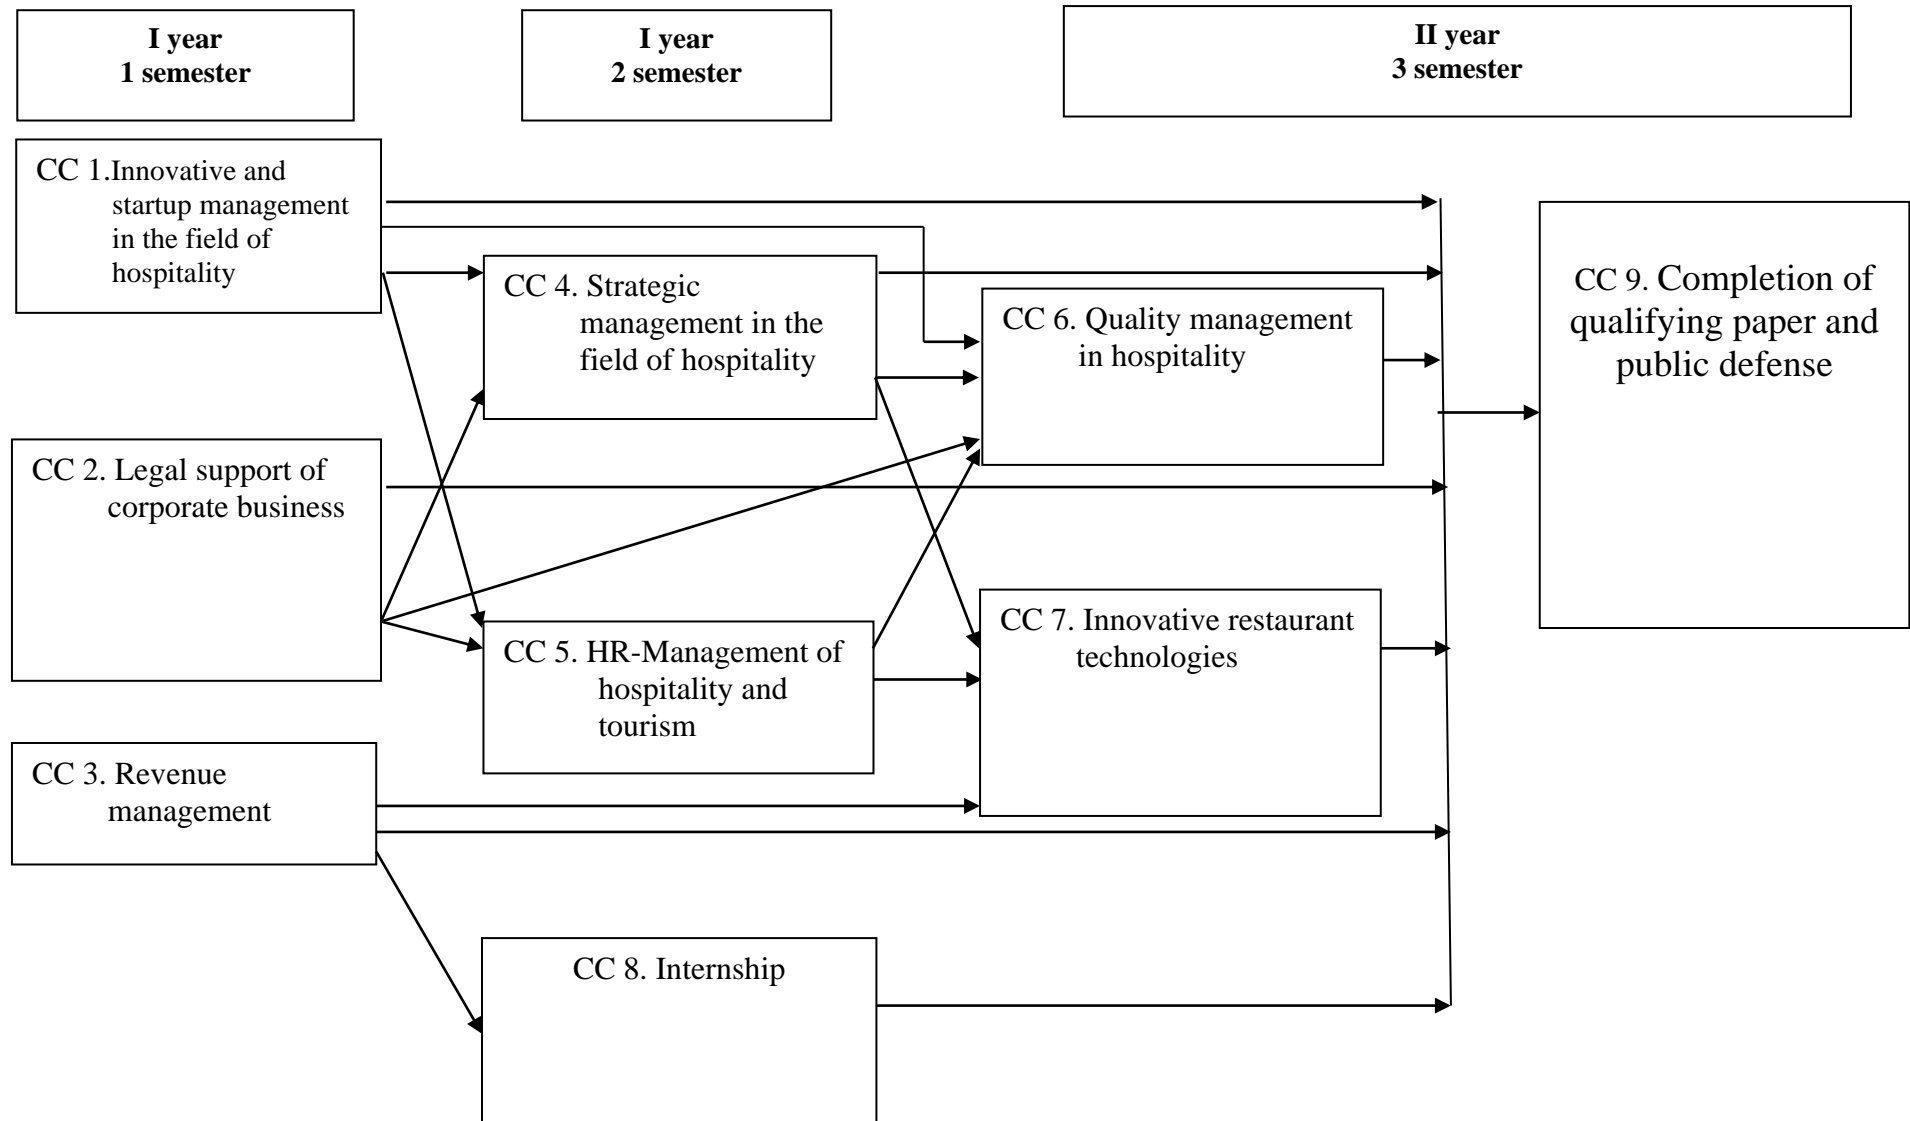 I year
1 semester
I year
2 semester
II year
3 semester
CC 1.Innovative and
startup management
in the field of
hospitality
CC 2. Legal support of
corporate business
CC 3. Revenue
management
CC 4. Strategic
management in the
field of hospitality
CC 5. HR-Management of
hospitality and
tourism
CC 8. Internship
CC 6. Quality management
in hospitality
CC 7. Innovative restaurant
technologies
CC 9. Completion of
qualifying paper and
public defense